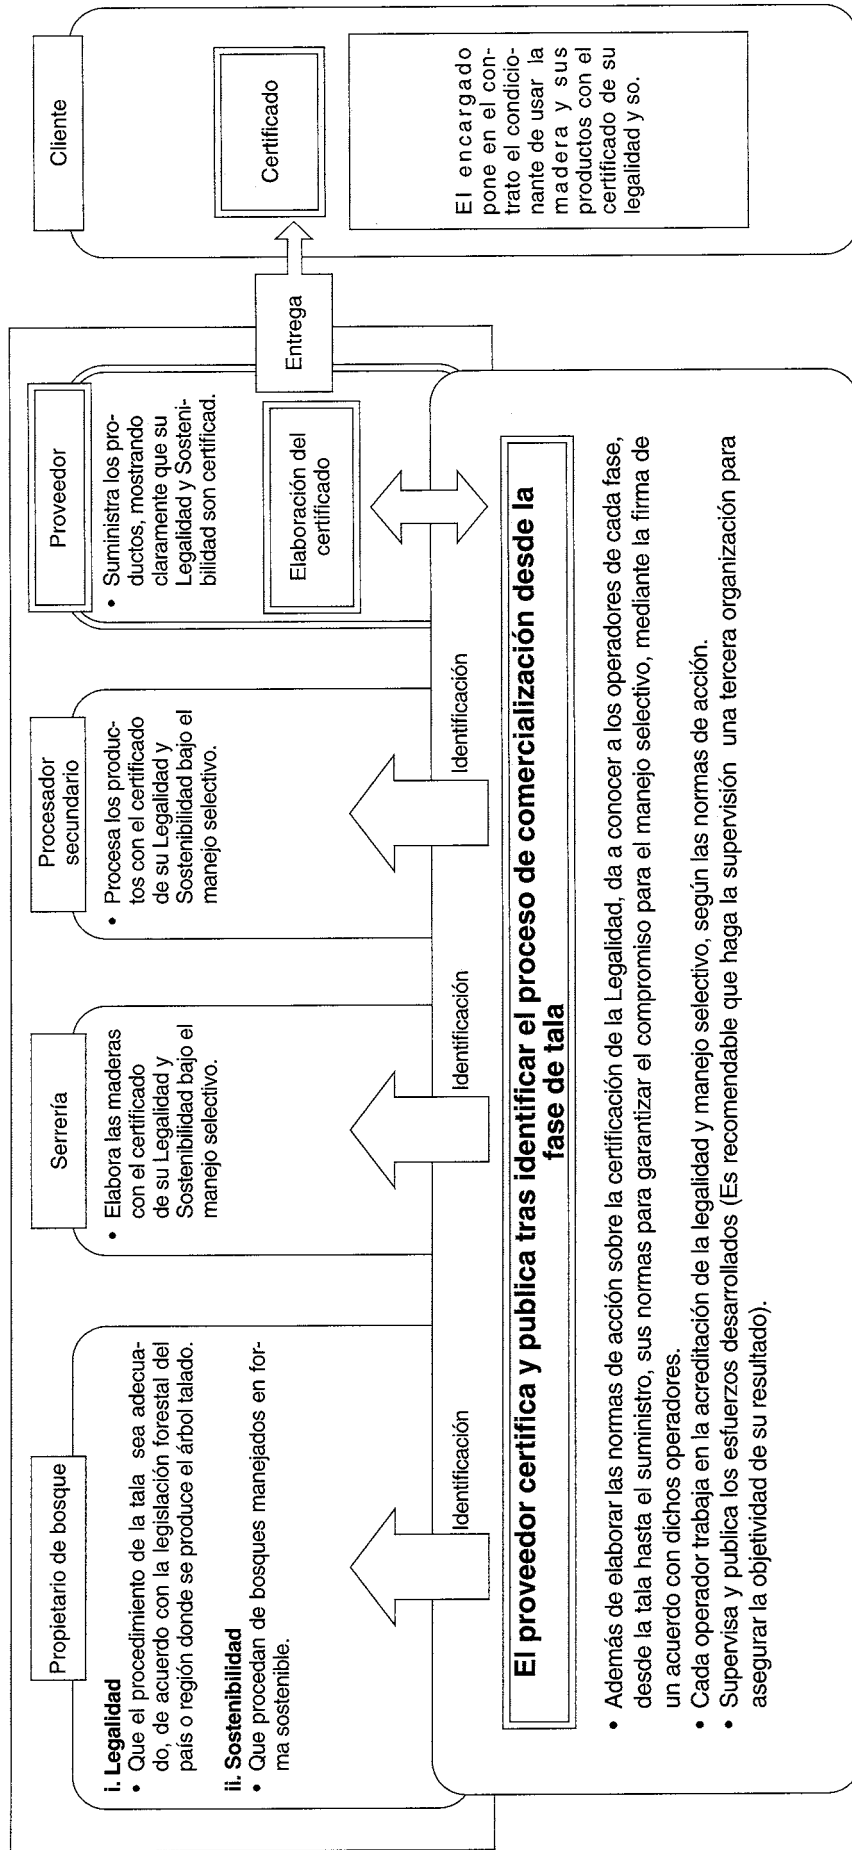 Propietario de bosque
i. Legalidad
• Que el procedimiento de la tala sea adecua-
do, de acuerdo con la legislación forestal del
país o región donde se produce el árbol talado.
ii. Sostenibilidad
• Que procedan de bosques manejados en for-
ma sostenible.
Serrería
• Elabora las maderas
con el certificado
de su Legalidad y
Sostenibilidad bajo el
manejo selectivo.
Procesador
secundario
• Procesa los produc-
tos con el certificado
de su Legalidad y
Sostenibilidad bajo el
manejo selectivo.
Proveedor
• Suministra los pro-
ductos, mostrando
claramente que su
Legalidad y Sosteni-
bilidad son certificad.
Elaboración del
certificado
Entrega
Cliente
Certificado
El encargado
pone en el con-
trato el condicio-
nante de usar la
madera y sus
productos con el
certificado de su
legalidad y so.
Identificación
Identificación
Identificación
El proveedor certifica y publica tras identificar el proceso de comercialización desde la
fase de tala
• Además de elaborar las normas de acción sobre la certificación de la Legalidad, da a conocer a los operadores de cada fase,
desde la tala hasta el suministro, sus normas para garantizar el compromiso para el manejo selectivo, mediante la firma de
un acuerdo con dichos operadores.
• Cada operador trabaja en la acreditación de la legalidad y manejo selectivo, según las normas de acción.
• Supervisa y publica los esfuerzos desarrollados (Es recomendable que haga la supervisión una tercera organización para
asegurar la objetividad de su resultado).